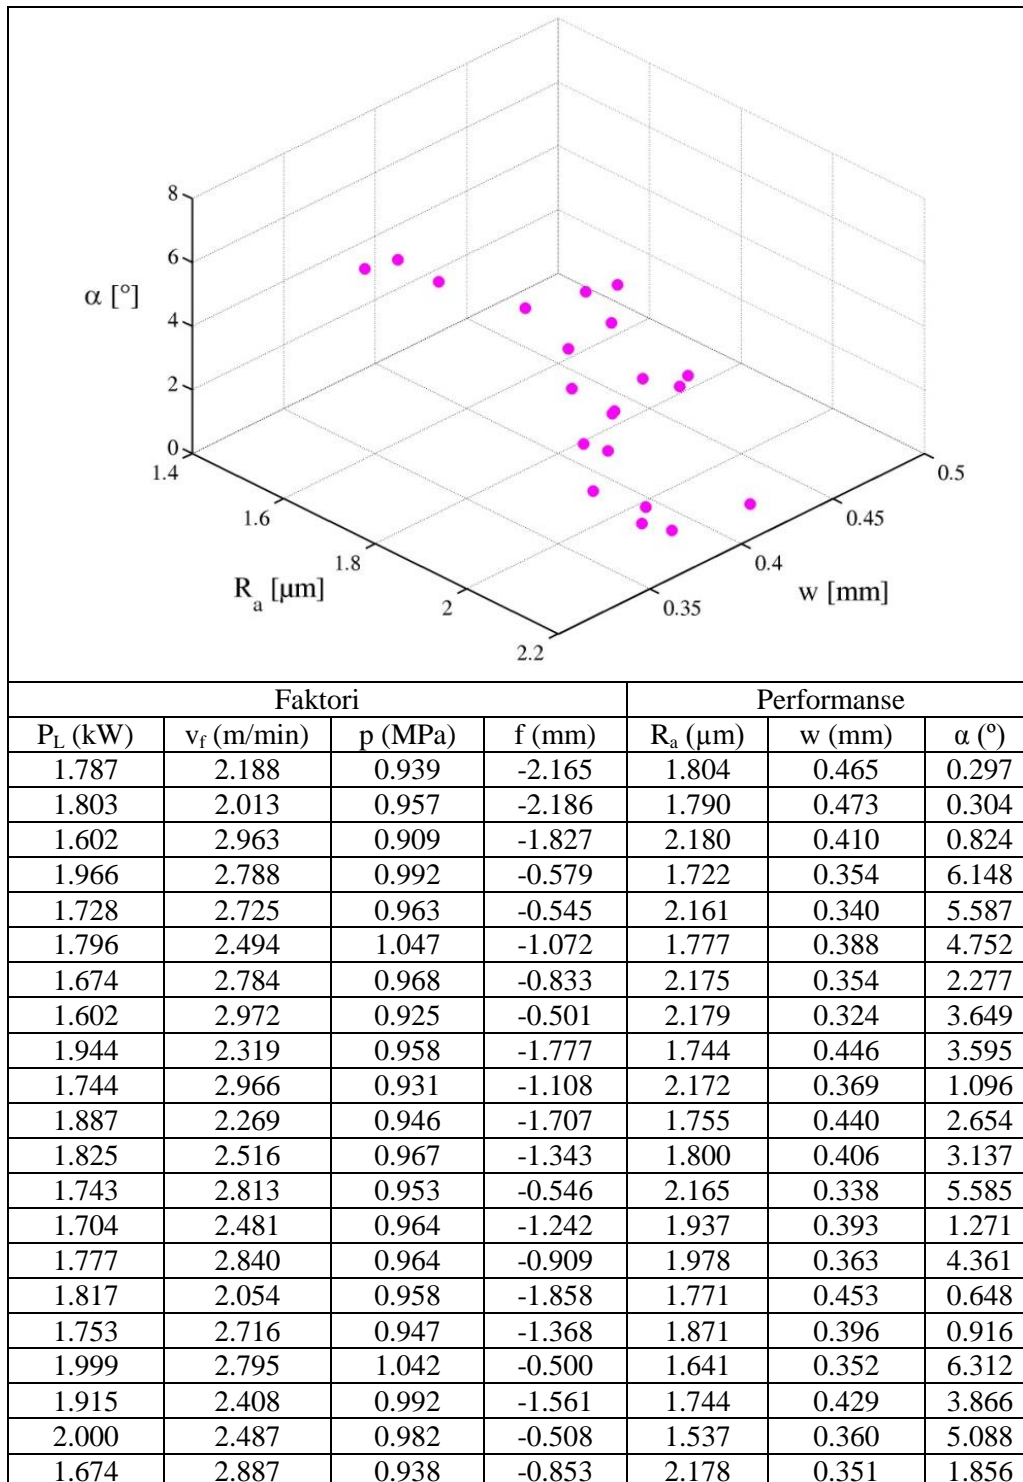 8
6
α [°]
4
2
0
1.4
0.5
1.6
0.45
1.8
0.4
R_a [µm]
w [mm]
2
0.35
2.2
Faktori Performanse
P_L (kW) v_f (m/min) p (MPa) f (mm) R_a (µm) w (mm) α (º)
1.787 2.188 0.939 -2.165 1.804 0.465 0.297
1.803 2.013 0.957 -2.186 1.790 0.473 0.304
1.602 2.963 0.909 -1.827 2.180 0.410 0.824
1.966 2.788 0.992 -0.579 1.722 0.354 6.148
1.728 2.725 0.963 -0.545 2.161 0.340 5.587
1.796 2.494 1.047 -1.072 1.777 0.388 4.752
1.674 2.784 0.968 -0.833 2.175 0.354 2.277
1.602 2.972 0.925 -0.501 2.179 0.324 3.649
1.944 2.319 0.958 -1.777 1.744 0.446 3.595
1.744 2.966 0.931 -1.108 2.172 0.369 1.096
1.887 2.269 0.946 -1.707 1.755 0.440 2.654
1.825 2.516 0.967 -1.343 1.800 0.406 3.137
1.743 2.813 0.953 -0.546 2.165 0.338 5.585
1.704 2.481 0.964 -1.242 1.937 0.393 1.271
1.777 2.840 0.964 -0.909 1.978 0.363 4.361
1.817 2.054 0.958 -1.858 1.771 0.453 0.648
1.753 2.716 0.947 -1.368 1.871 0.396 0.916
1.999 2.795 1.042 -0.500 1.641 0.352 6.312
1.915 2.408 0.992 -1.561 1.744 0.429 3.866
2.000 2.487 0.982 -0.508 1.537 0.360 5.088
1.674 2.887 0.938 -0.853 2.178 0.351 1.856